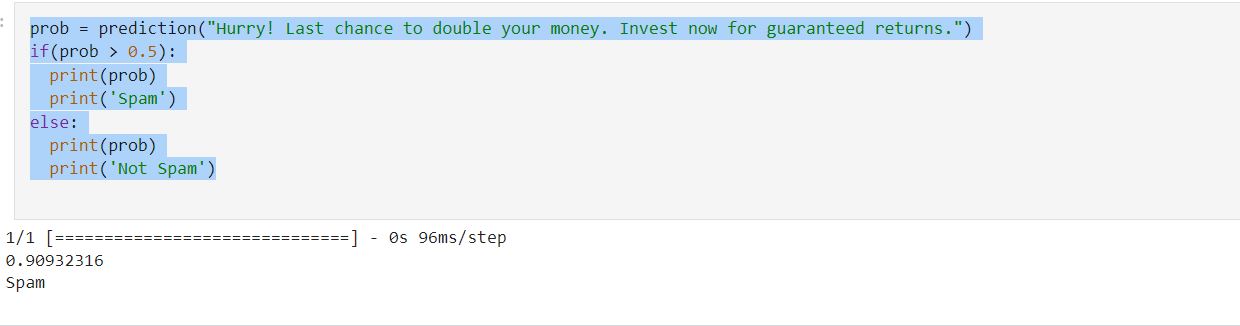 prob = prediction("Hurry! Last chance to double your money. Invest now for guaranteed returns.")
if(prob > 0.5):
  print(prob)
  print('Spam')
else:
  print(prob)
  print('Not Spam')
1/1 [==============================] - 0s 96ms/step
0.90932316
Spam